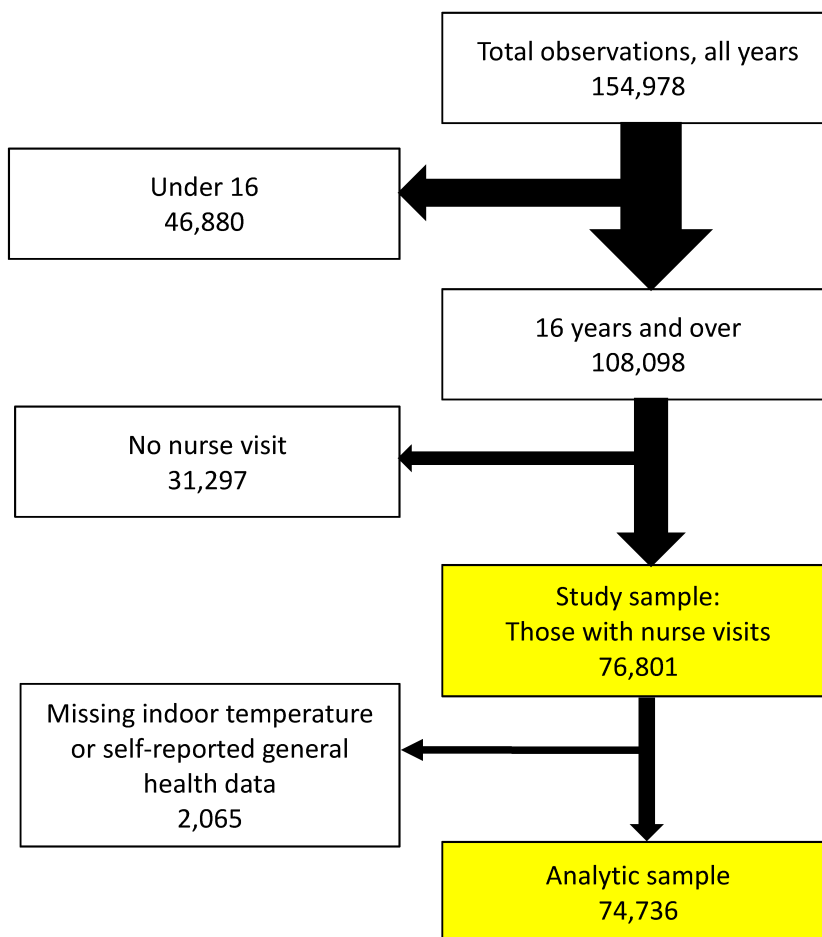 Total observations, all years
154,978
Under 16
46,880
16 years and over
108,098
No nurse visit
31,297
Study sample:
Those with nurse visits
76,801
Missing indoor temperature
or self-reported general
health data
2,065
Analytic sample
74,736